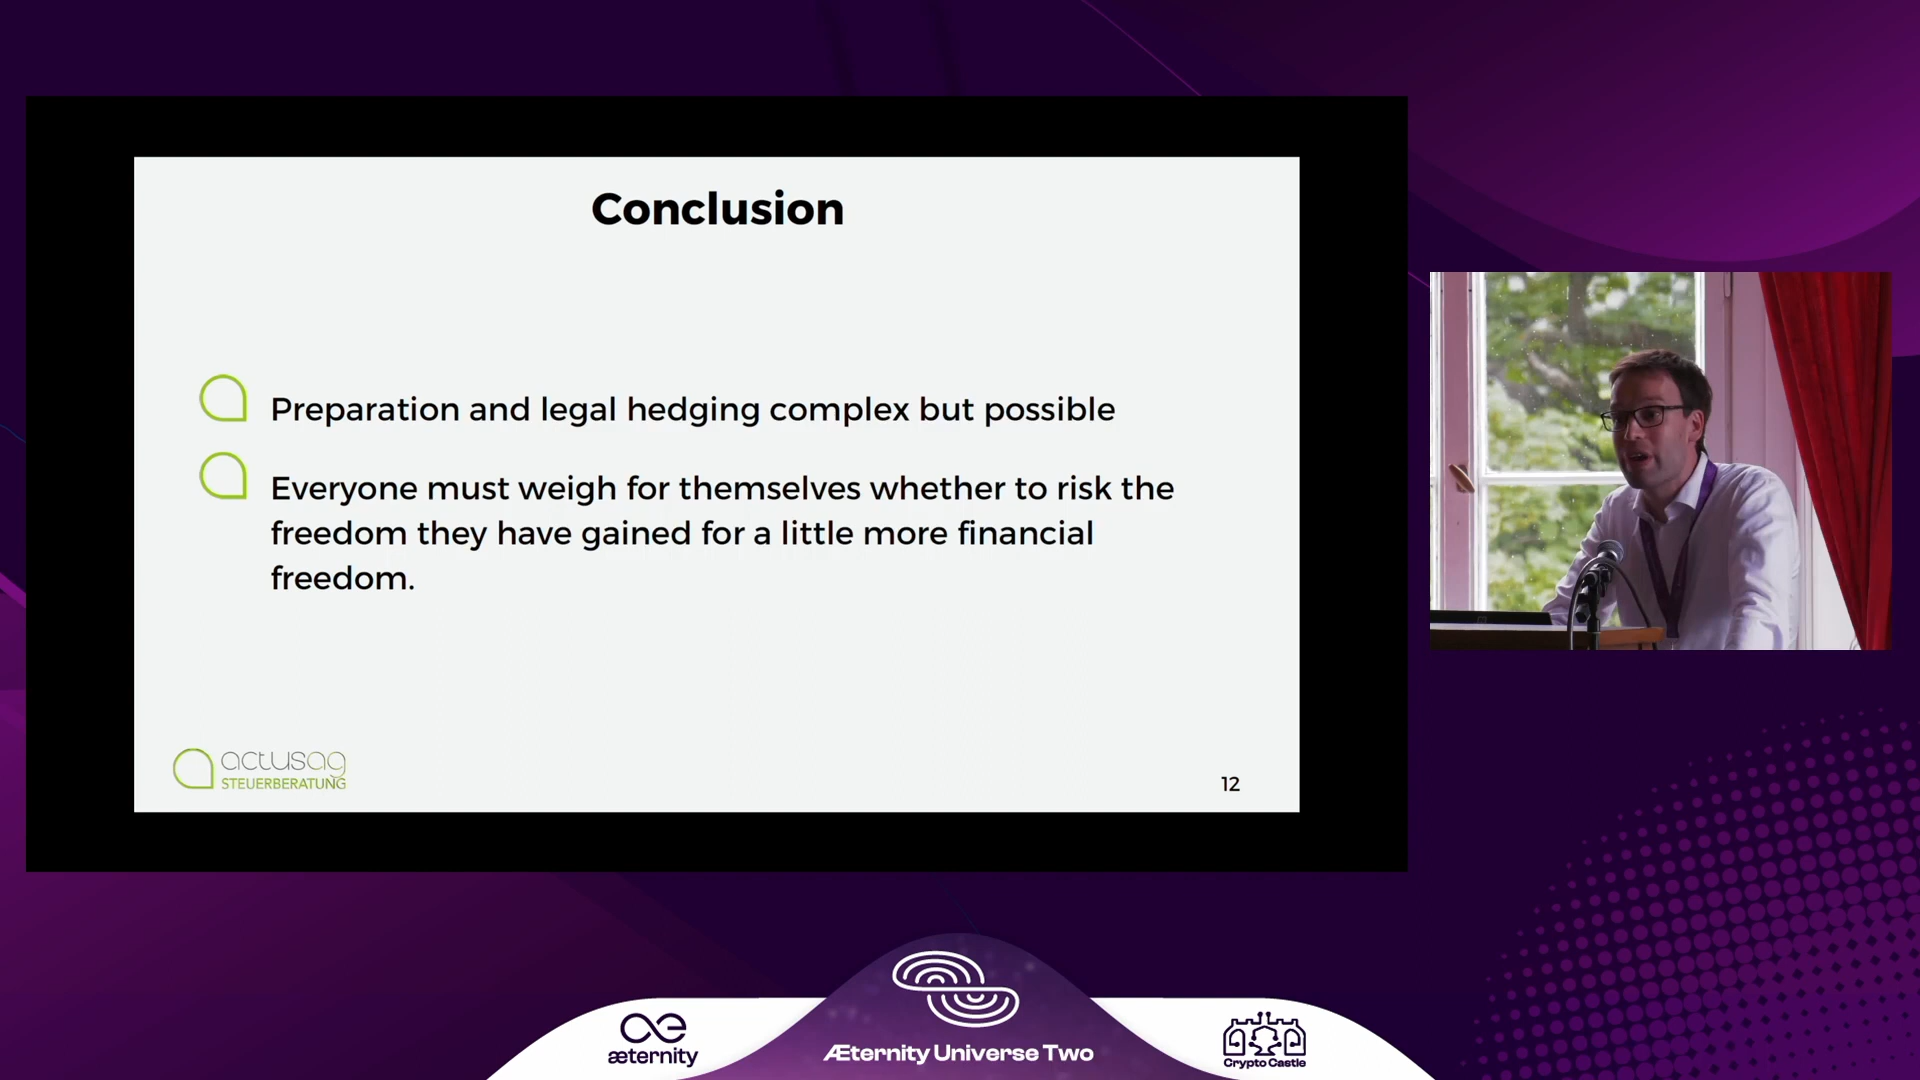 Conclusion
Preparation and legal hedging complex but possible
Everyone must weigh for themselves whether to risk the
freedom they have gained for a little more financial
freedom.
actusag
STEUERBERATUNG
12
æternity
Æternity Universe Two
Crypto Castle